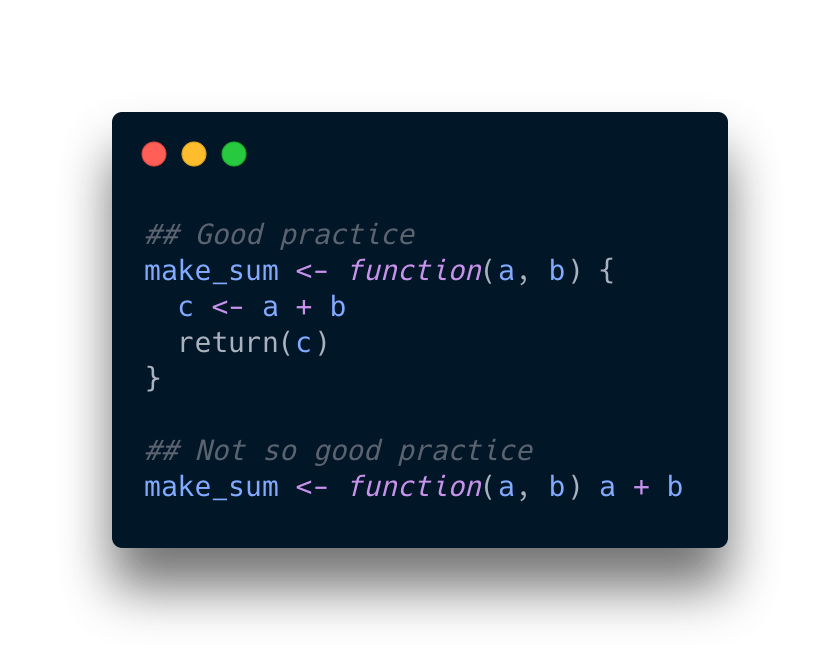 ## Good practice
make_sum <- function(a, b) {
  c <- a + b
  return(c)
}

## Not so good practice
make_sum <- function(a, b) a + b